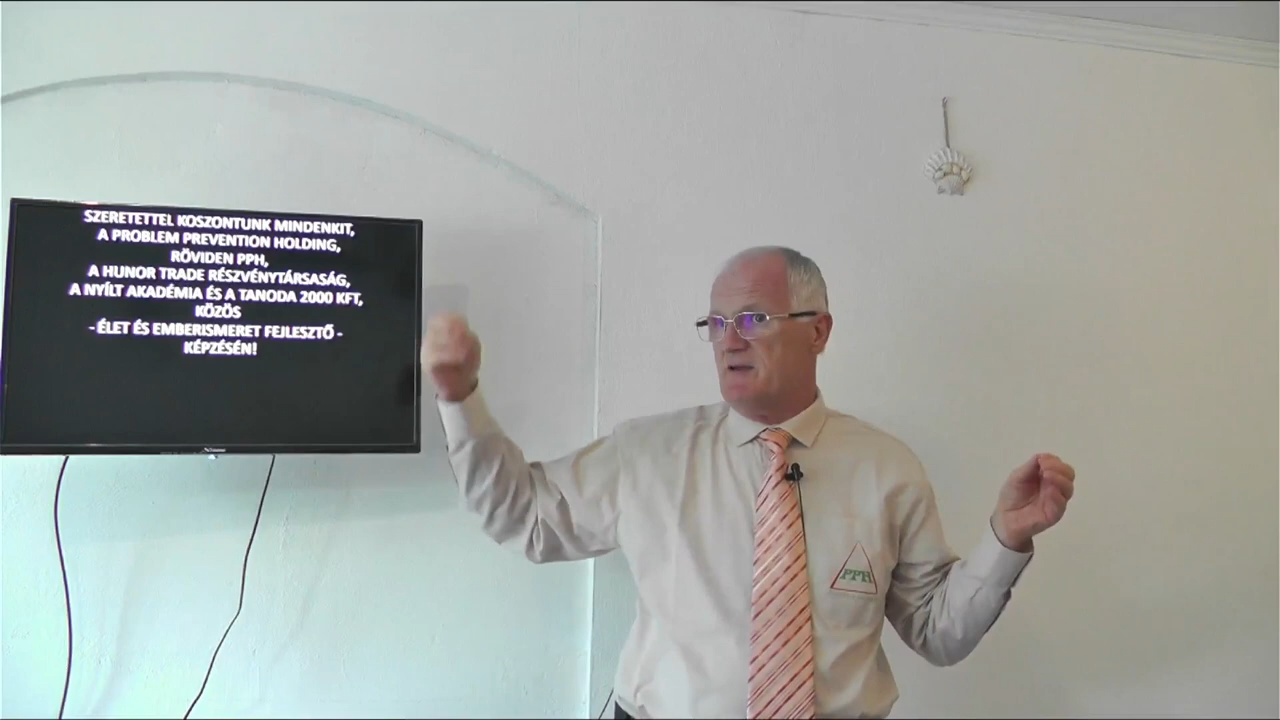 SZERETETTEL KOSZONTUNK MINDENKIT,
A PROBLEM PREVENTION HOLDING,
RÖVIDEN PPH,
A HUNOR TRADE RÉSZVÉNYTÁRSASÁG,
A NYÍLT AKADÉMIA ÉS A TANODA 2000 KFT,
KÖZÖS
- ÉLET ÉS EMBERISMERET FEJLESZTŐ -
KÉPZÉSÉN!
PPH